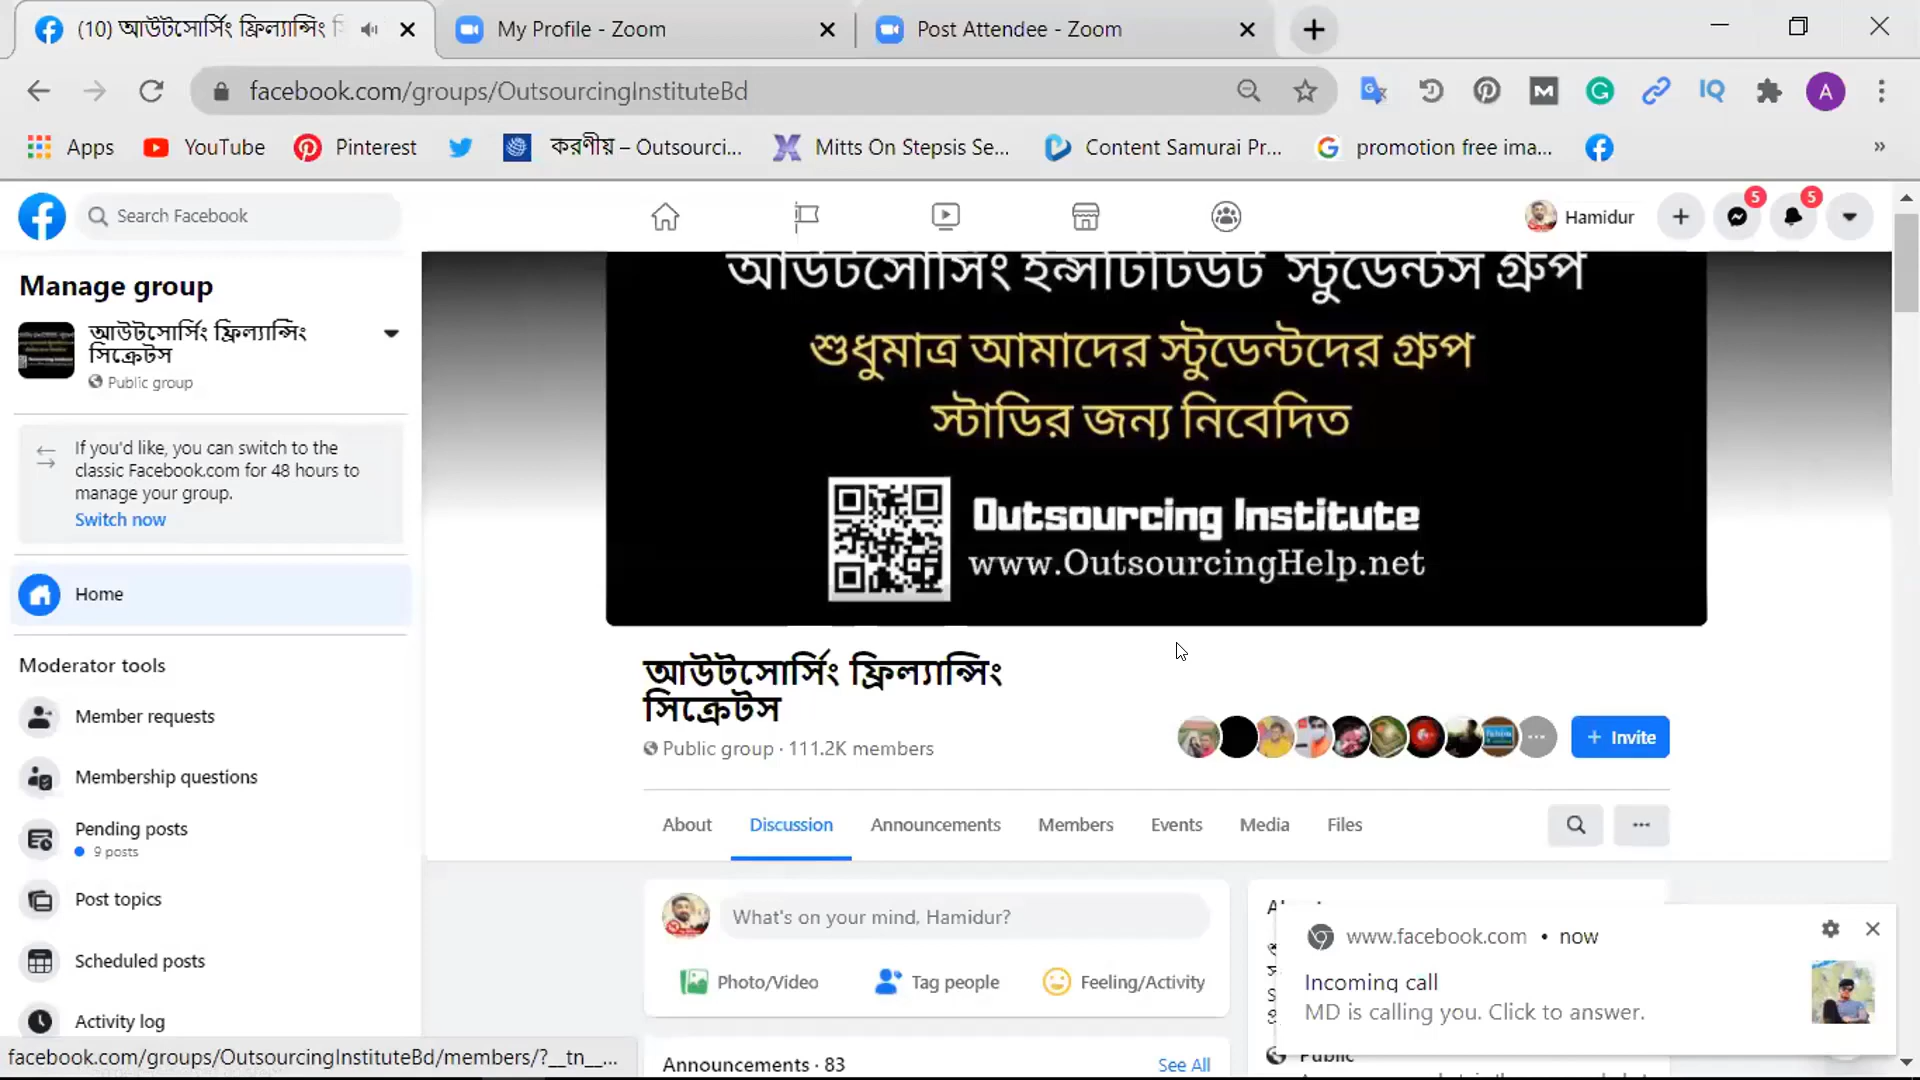 (10) আউটসোর্সিং ফ্রিল্যান্সিং
My Profile - Zoom
Post Attendee - Zoom
facebook.com/groups/OutsourcingInstituteBd
A
Apps
YouTube
Pinterest
করণীয় – Outsourci...
Mitts On Stepsis Se...
Content Samurai Pr...
promotion free ima...
»
Search Facebook
Hamidur
5
5
Manage group
আউটসোর্সিং ফ্রিল্যান্সিং
সিক্রেটস
Public group
If you'd like, you can switch to the
classic Facebook.com for 48 hours to
manage your group.
Switch now
Home
Moderator tools
Member requests
Membership questions
Pending posts
9 posts
Post topics
Scheduled posts
Activity log
facebook.com/groups/OutsourcingInstituteBd/members/?__tn__...
আউটসোর্সিং ইন্সটিটিউট স্টুডেন্টস গ্রুপ
শুধুমাত্র আমাদের স্টুডেন্টদের গ্রুপ
স্টাডির জন্য নিবেদিত
Outsourcing Institute
www.OutsourcingHelp.net
আউটসোর্সিং ফ্রিল্যান্সিং
সিক্রেটস
Public group · 111.2K members
+ Invite
About
Discussion
Announcements
Members
Events
Media
Files
What's on your mind, Hamidur?
Photo/Video
Tag people
Feeling/Activity
Announcements · 83
See All
www.facebook.com • now
Incoming call
MD is calling you. Click to answer.
Public